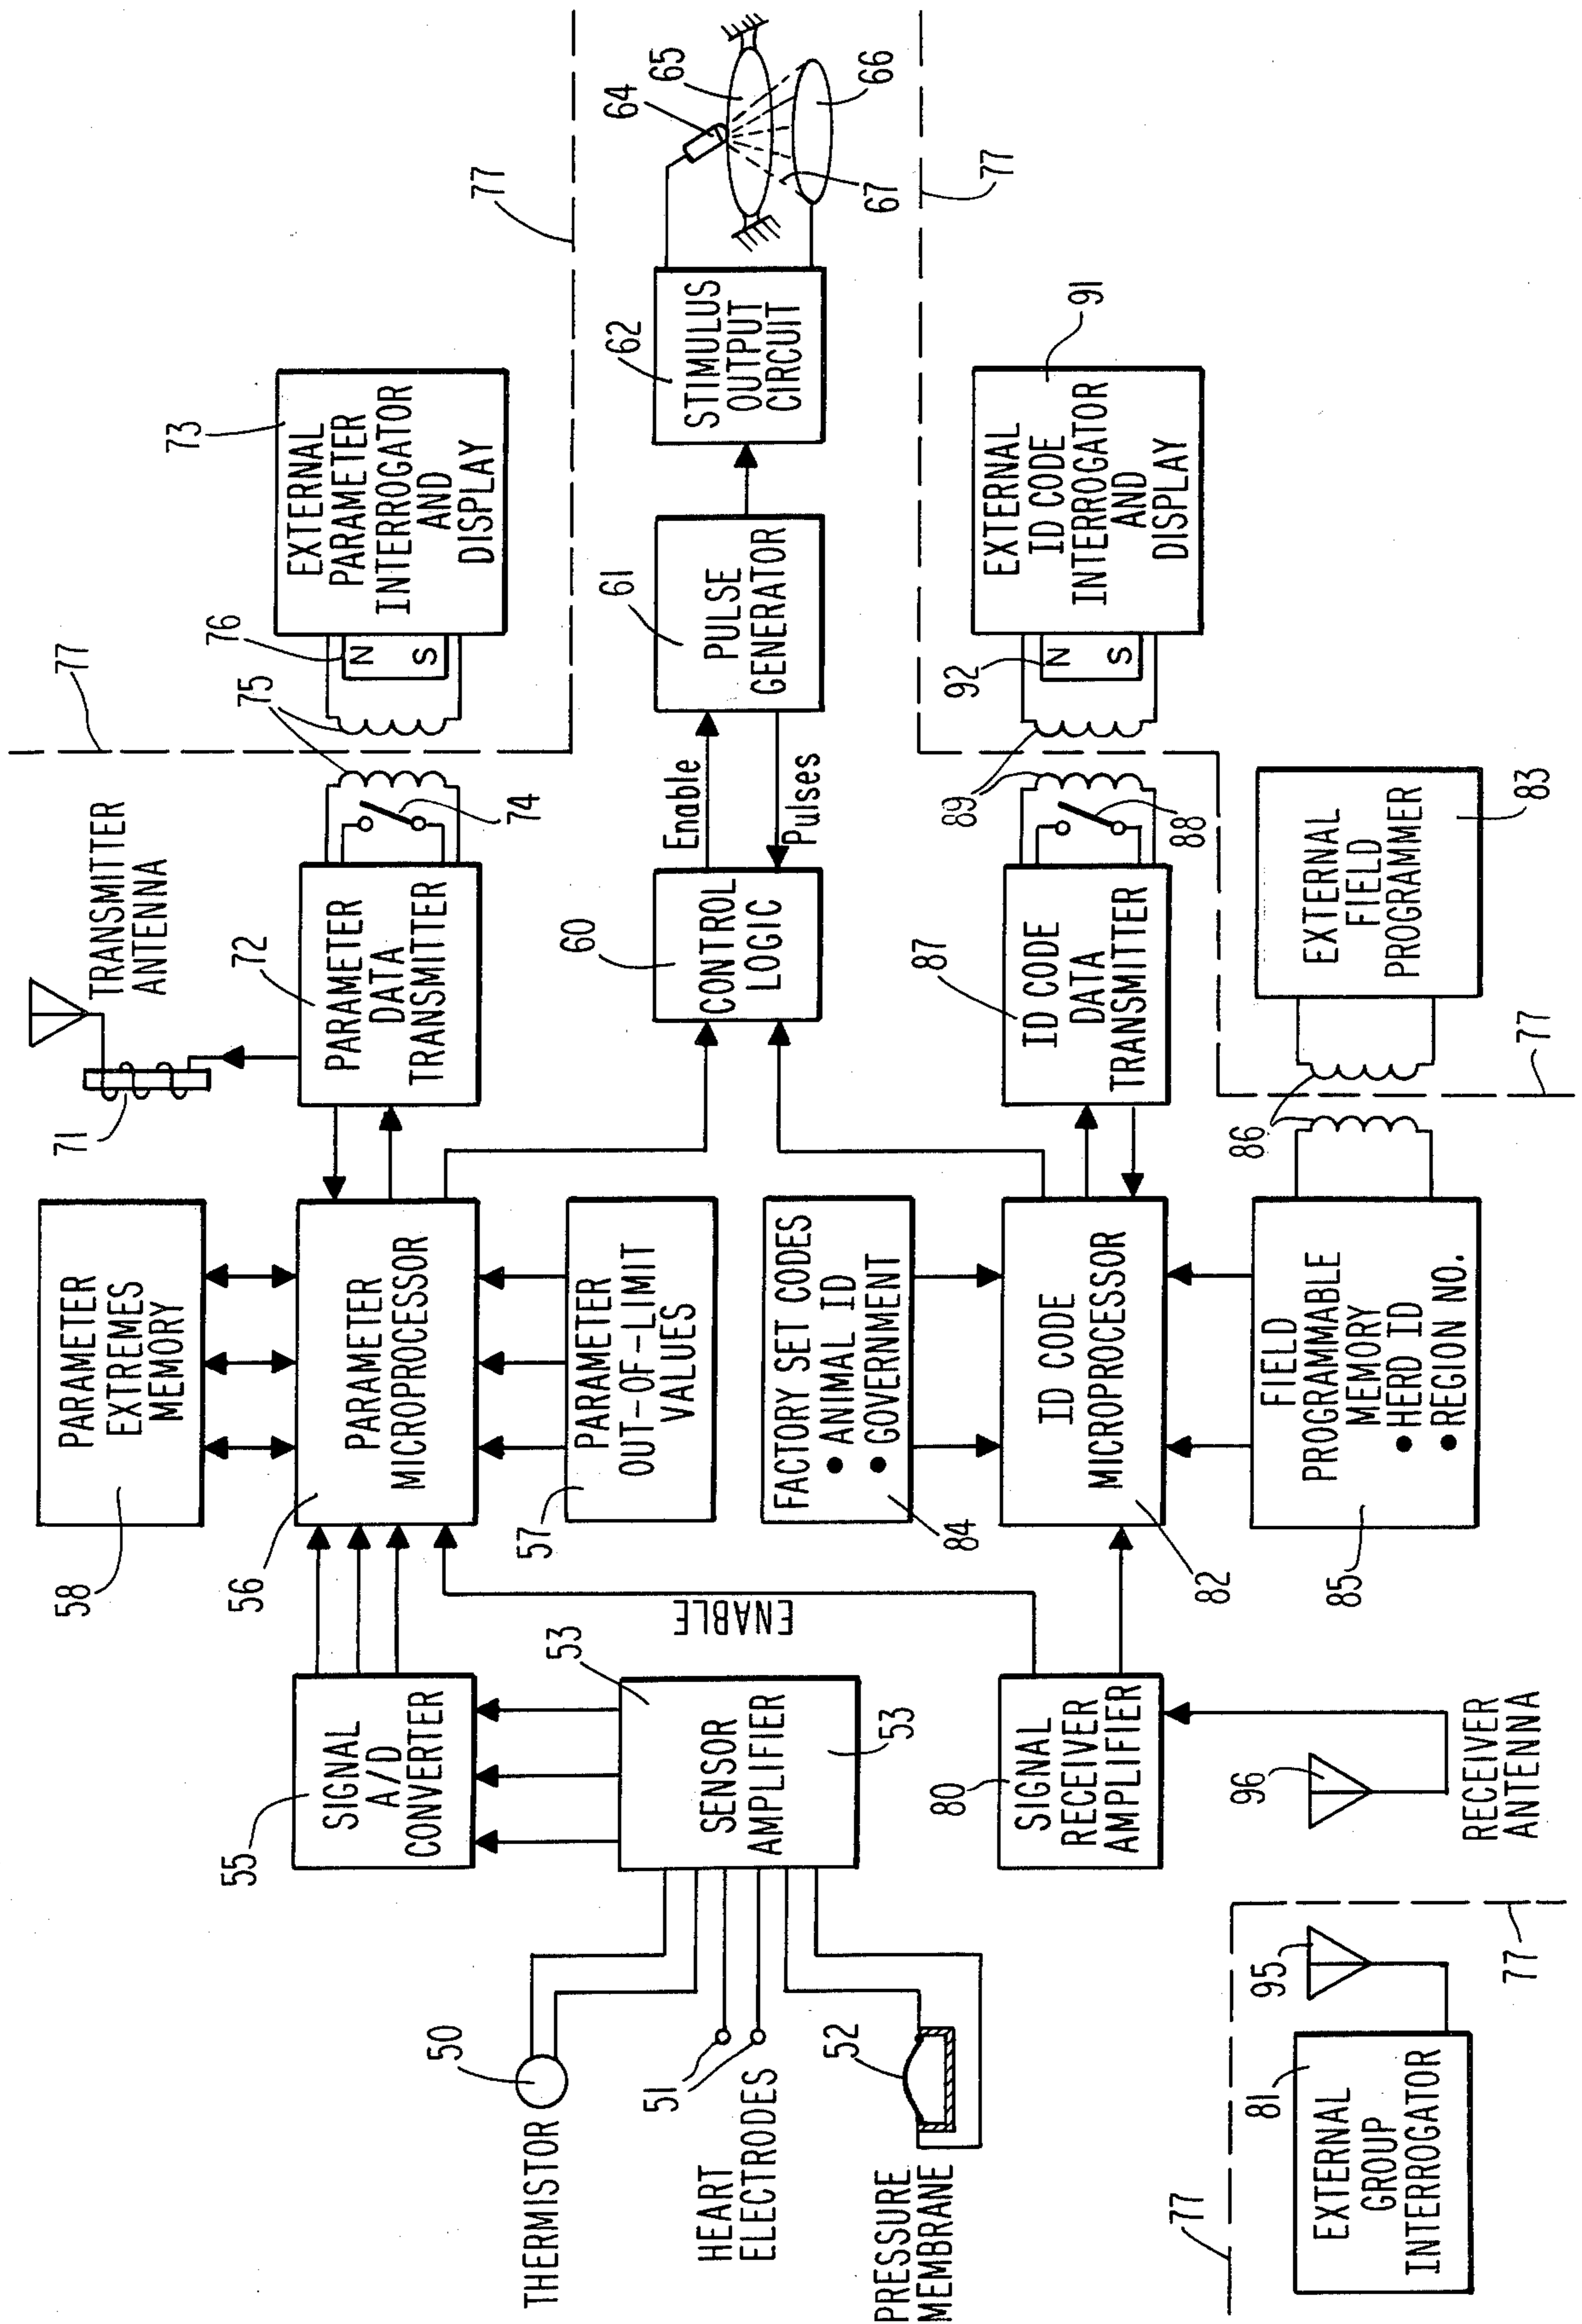 TRANSMITTER
ANTENNA
71
58
PARAMETER
EXTREMES
MEMORY
72
PARAMETER
DATA
TRANSMITTER
74
75
76
N
S
77
73
EXTERNAL
PARAMETER
INTERROGATOR
AND
DISPLAY
77
55
SIGNAL
A/D
CONVERTER
56
PARAMETER
MICROPROCESSOR
57
PARAMETER
OUT-OF-LIMIT
VALUES
50
THERMISTOR
51
HEART
ELECTRODES
52
PRESSURE
MEMBRANE
53
SENSOR
AMPLIFIER
53
ENABLE
60
CONTROL
LOGIC
Enable
Pulses
61
PULSE
GENERATOR
62
STIMULUS
OUTPUT
CIRCUIT
64
65
66
67
77
84
FACTORY SET CODES
● ANIMAL ID
● GOVERNMENT
80
SIGNAL
RECEIVER
AMPLIFIER
82
ID CODE
MICROPROCESSOR
87
ID CODE
DATA
TRANSMITTER
88
89
92
N
S
91
EXTERNAL
ID CODE
INTERROGATOR
AND
DISPLAY
85
FIELD
PROGRAMMABLE
MEMORY
● HERD ID
● REGION NO.
86
83
EXTERNAL
FIELD
PROGRAMMER
77
77
81
EXTERNAL
GROUP
INTERROGATOR
95
77
96
RECEIVER
ANTENNA